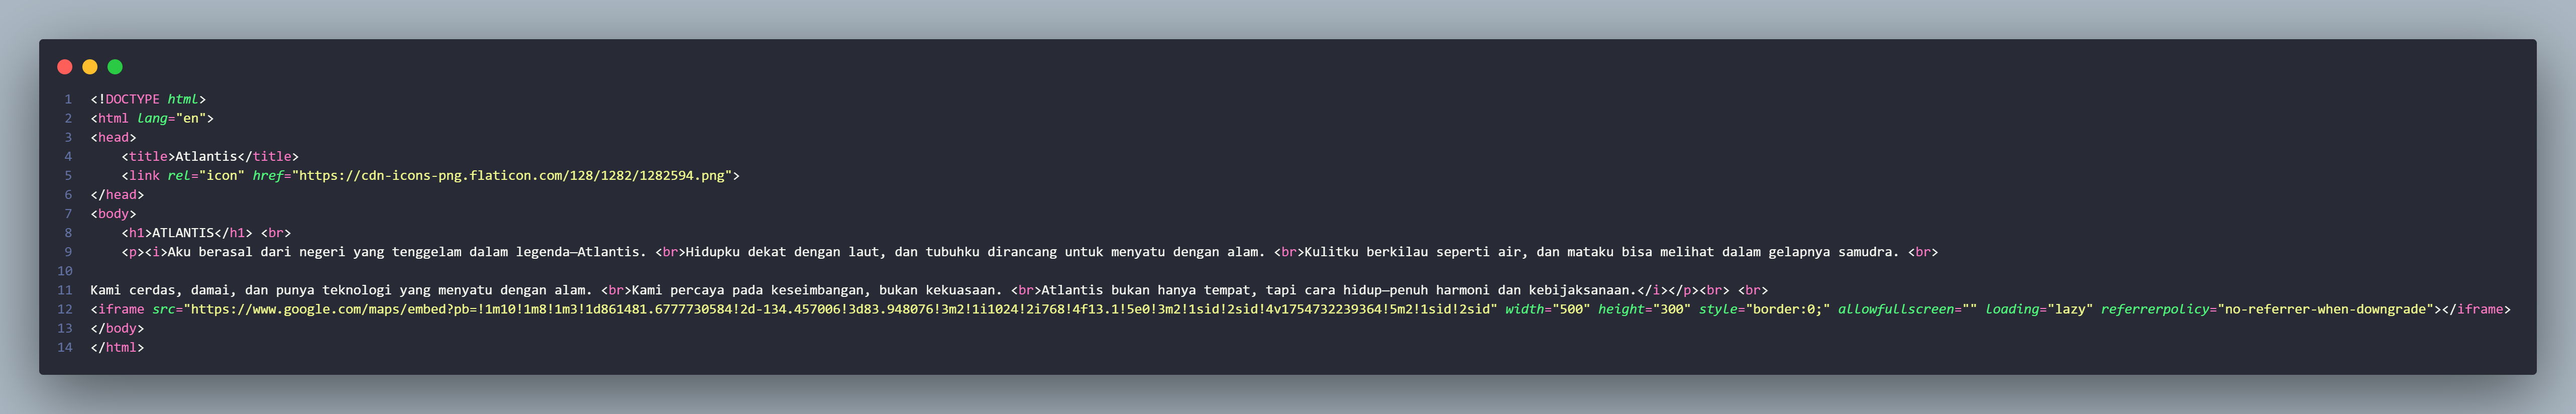 1 <!DOCTYPE html>
2 <html lang="en">
3 <head>
4     <title>Atlantis</title>
5     <link rel="icon" href="https://cdn-icons-png.flaticon.com/128/1282/1282594.png">
6 </head>
7 <body>
8     <h1>ATLANTIS</h1> <br>
9     <p><i>Aku berasal dari negeri yang tenggelam dalam legenda—Atlantis. <br>Hidupku dekat dengan laut, dan tubuhku dirancang untuk menyatu dengan alam. <br>Kulitku berkilau seperti air, dan mataku bisa melihat dalam gelapnya samudra. <br>
10
11 Kami cerdas, damai, dan punya teknologi yang menyatu dengan alam. <br>Kami percaya pada keseimbangan, bukan kekuasaan. <br>Atlantis bukan hanya tempat, tapi cara hidup—penuh harmoni dan kebijaksanaan.</i></p><br> <br>
12 <iframe src="https://www.google.com/maps/embed?pb=!1m10!1m8!1m3!1d861481.6777730584!2d-134.457006!3d83.948076!3m2!1i1024!2i768!4f13.1!5e0!3m2!1sid!2sid!4v1754732239364!5m2!1sid!2sid" width="500" height="300" style="border:0;" allowfullscreen="" loading="lazy" referrerpolicy="no-referrer-when-downgrade"></iframe>
13 </body>
14 </html>